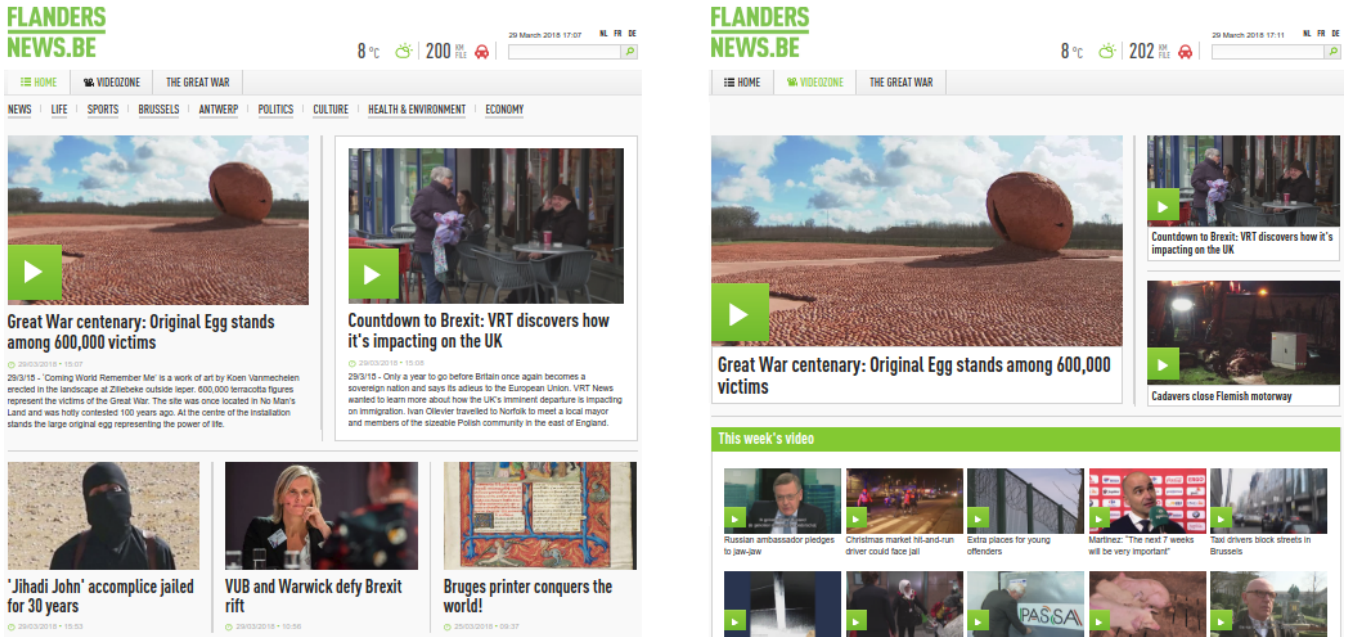 FLANDERS
NEWS.BE
29 March 2018 17:07 NL FR DE
8 °C 200 KM FILE
HOME VIDEOZONE THE GREAT WAR
NEWS LIFE SPORTS BRUSSELS ANTWERP POLITICS CULTURE HEALTH & ENVIRONMENT ECONOMY
Great War centenary: Original Egg stands
among 600,000 victims
29/03/2018 • 15:07
29/3/18 - 'Coming World Remember Me' is a work of art by Koen Vanmechelen
erected in the landscape at Zillebeke outside Ieper. 600,000 terracotta figures
represent the victims of the Great War. The site was once located in No Man's
Land and was hotly contested 100 years ago. At the centre of the installation
stands the large original egg representing the power of life.
Countdown to Brexit: VRT discovers how
it's impacting on the UK
29/03/2018 • 15:08
29/3/18 - Only a year to go before Britain once again becomes a
sovereign nation and says its adieus to the European Union. VRT News
wanted to learn more about how the UK's imminent departure is impacting
on immigration. Ivan Ollevier travelled to Norfolk to meet a local mayor
and members of the sizeable Polish community in the east of England.
'Jihadi John' accomplice jailed
for 30 years
29/03/2018 • 15:53
VUB and Warwick defy Brexit
rift
29/03/2018 • 10:56
Bruges printer conquers the
world!
25/03/2018 • 09:37
FLANDERS
NEWS.BE
29 March 2018 17:11 NL FR DE
8 °C 202 KM FILE
HOME VIDEOZONE THE GREAT WAR
Great War centenary: Original Egg stands among 600,000
victims
Countdown to Brexit: VRT discovers how it's
impacting on the UK
Cadavers close Flemish motorway
This week's video
Russian ambassador pledges
to jaw-jaw
Christmas market hit-and-run
driver could face jail
Extra places for young
offenders
Martinez: "The next 7 weeks
will be very important"
Taxi drivers block streets in
Brussels
PASSA